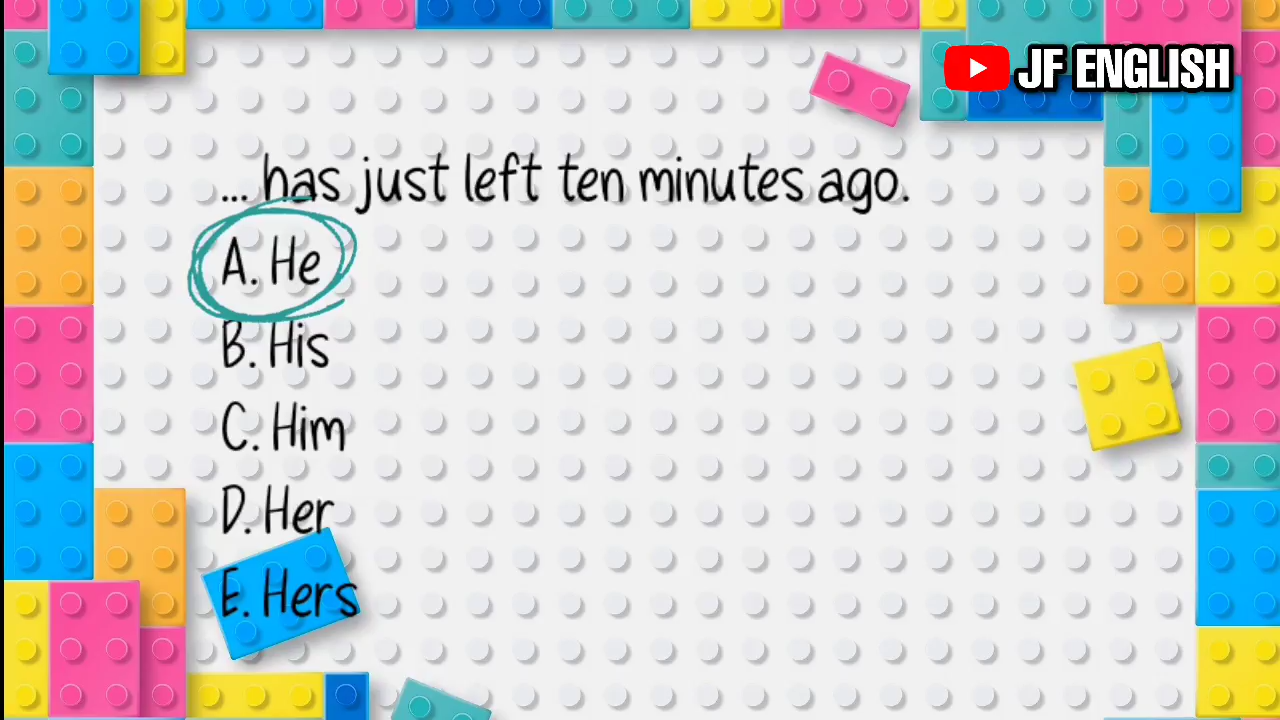 JF ENGLISH
... has just left ten minutes ago.
A. He
B. His
C. Him
D. Her
E. Hers